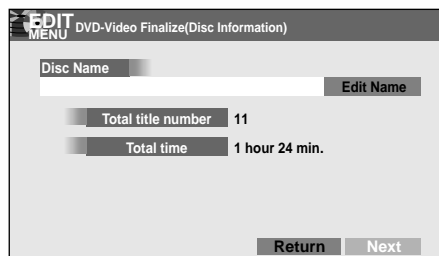 EDIT
MENU DVD-Video Finalize(Disc Information)
Disc Name
Edit Name
Total title number 11
Total time 1 hour 24 min.
Return Next